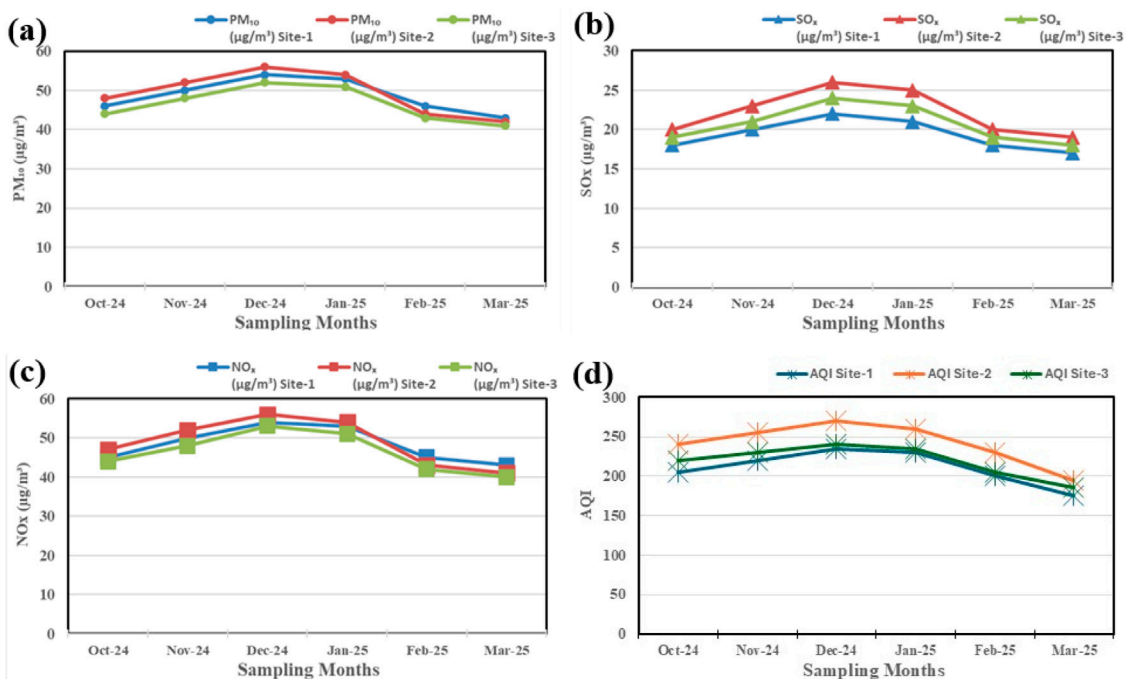 (a)
PM₁₀ PM₁₀ PM₁₀
(µg/m³) Site-1 (µg/m³) Site-2 (µg/m³) Site-3
PM₁₀ (µg/m³)
60
50
40
30
20
10
0
Oct-24 Nov-24 Dec-24 Jan-25 Feb-25 Mar-25
Sampling Months
(b)
SOₓ SOₓ SOₓ
(µg/m³) Site-1 (µg/m³) Site-2 (µg/m³) Site-3
SOx (µg/m³)
30
25
20
15
10
5
0
Oct-24 Nov-24 Dec-24 Jan-25 Feb-25 Mar-25
Sampling Months
(c)
NOₓ NOₓ NOₓ
(µg/m³) Site-1 (µg/m³) Site-2 (µg/m³) Site-3
NOx (µg/m³)
60
50
40
30
20
10
0
Oct-24 Nov-24 Dec-24 Jan-25 Feb-25 Mar-25
Sampling Months
(d)
AQI Site-1 AQI Site-2 AQI Site-3
AQI
300
250
200
150
100
50
0
Oct-24 Nov-24 Dec-24 Jan-25 Feb-25 Mar-25
Sampling Months